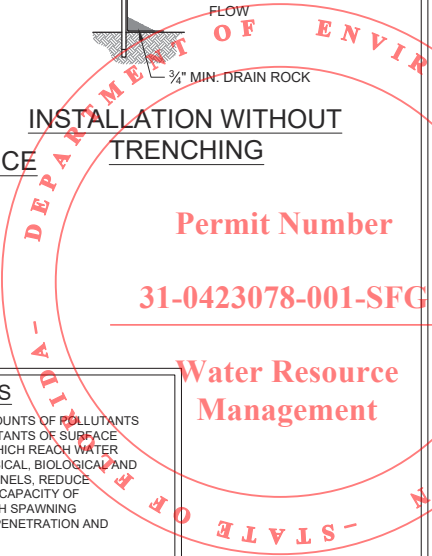 FLOW
¾" MIN. DRAIN ROCK
INSTALLATION WITHOUT
TRENCHING
CE
DEPARTMENT OF ENVIR
Permit Number
31-0423078-001-SFG
Water Resource
Management
N
STATE OF FLORIDA
S
OUNTS OF POLLUTANTS
TANTS OF SURFACE
HICH REACH WATER
SICAL, BIOLOGICAL AND
NELS, REDUCE
CAPACITY OF
H SPAWNING
PENETRATION AND